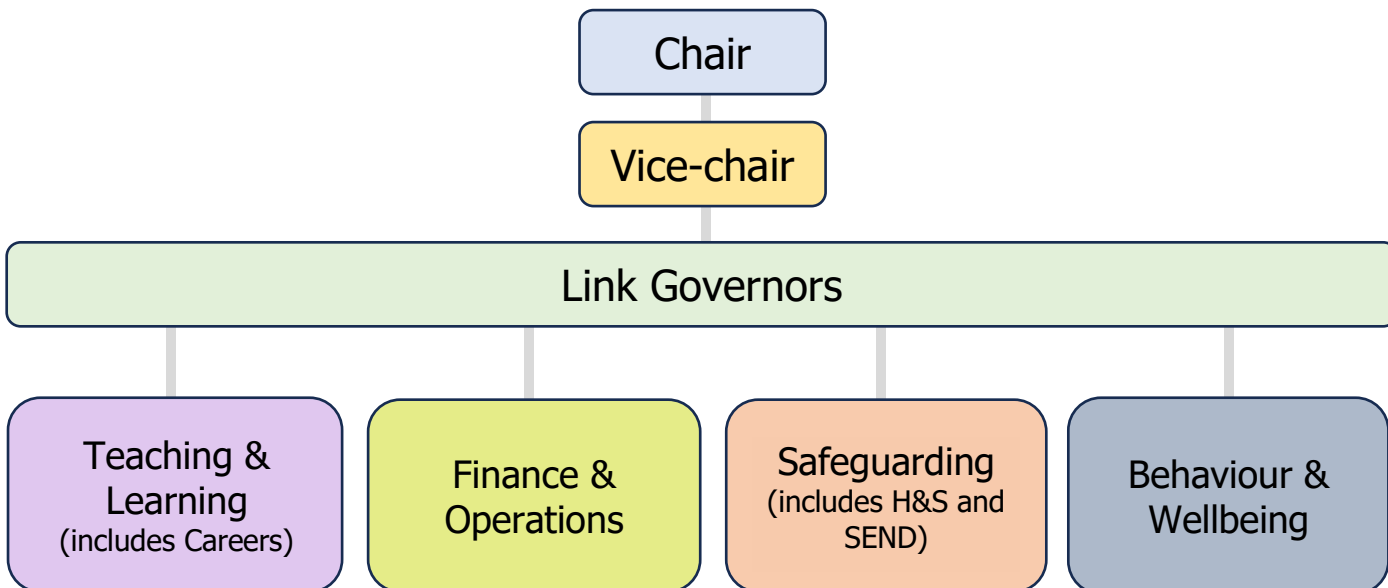 Chair
Vice-chair
Link Governors
Teaching &
Learning
(includes Careers)
Finance &
Operations
Safeguarding
(includes H&S and
SEND)
Behaviour &
Wellbeing